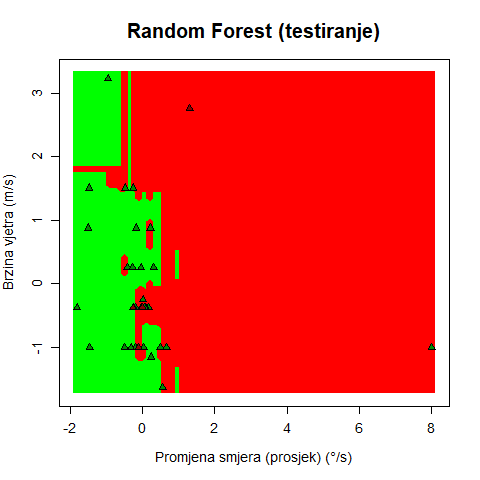 Random Forest (testiranje)
Brzina vjetra (m/s)
3
2
1
0
-1
-2 0 2 4 6 8
Promjena smjera (prosjek) (°/s)